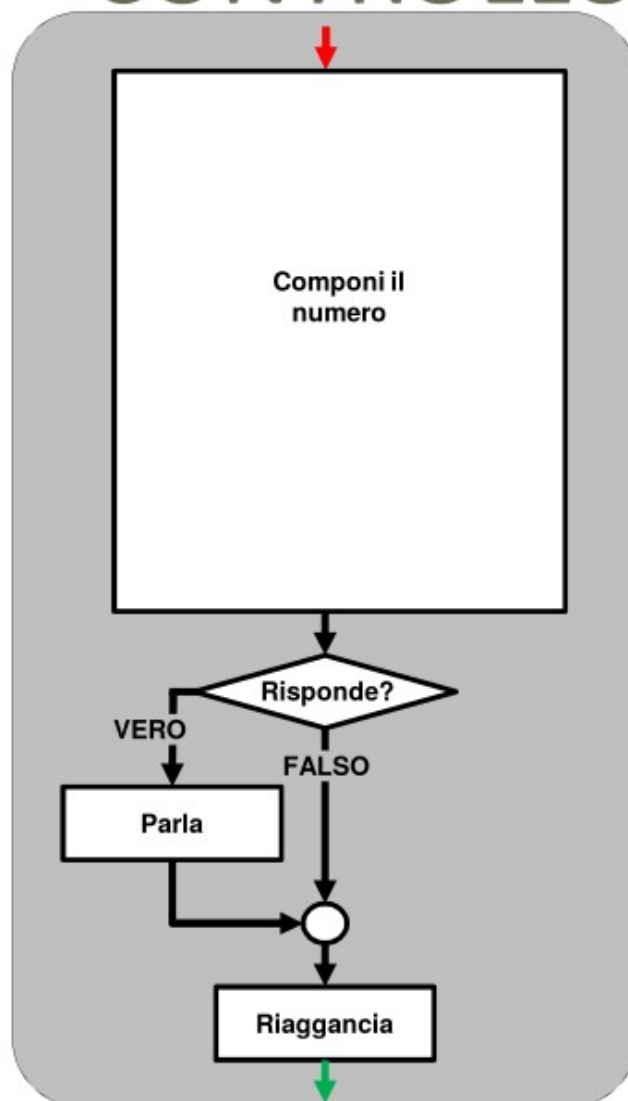 Componi il
numero
Risponde?
VERO
FALSO
Parla
Riaggancia